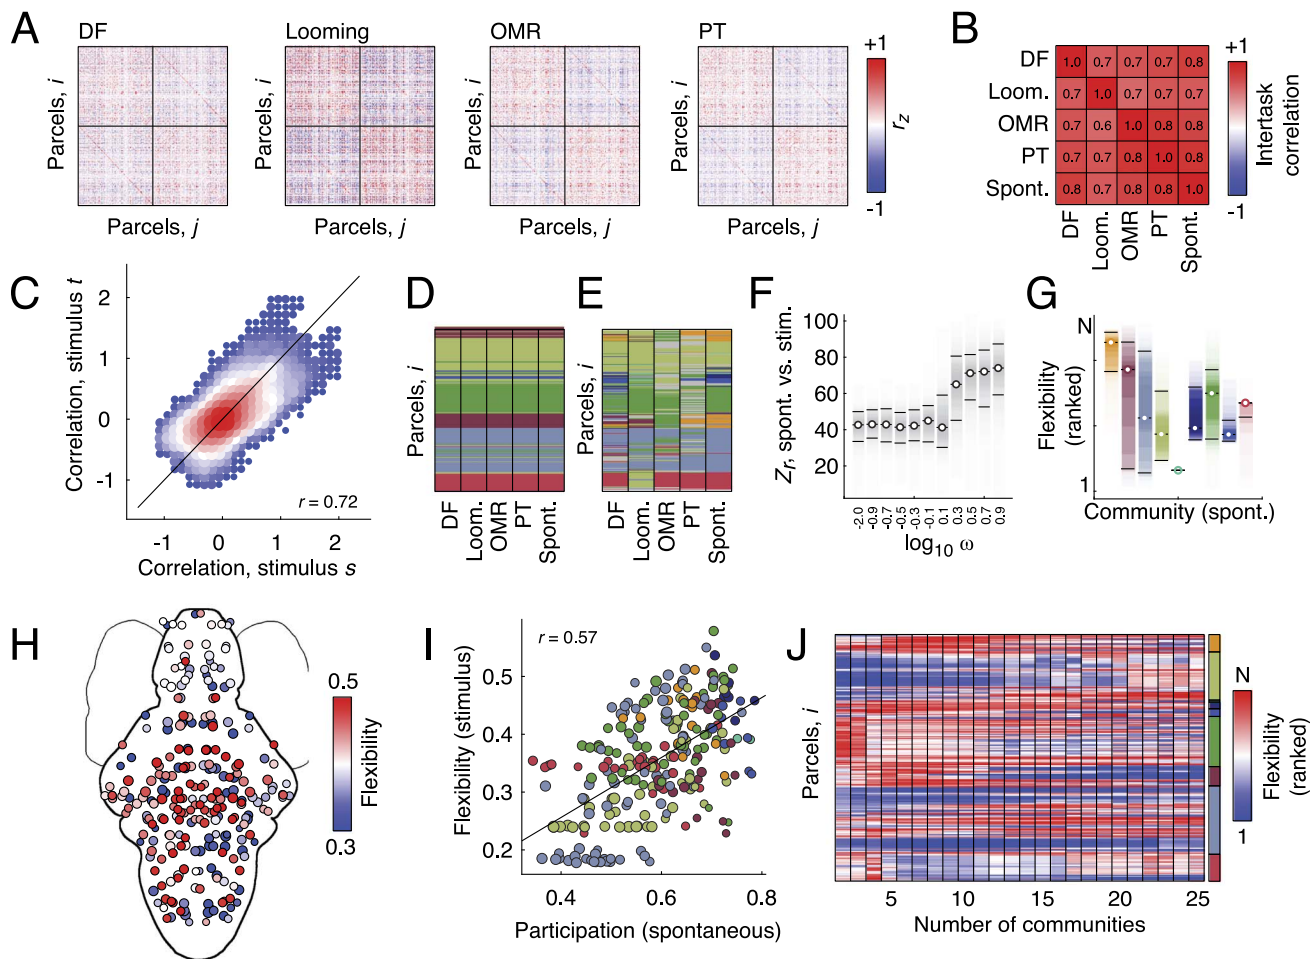 A
DF
Looming
OMR
PT
+1
Parcels, i
Parcels, i
Parcels, i
Parcels, i
r_z
-1
Parcels, j
Parcels, j
Parcels, j
Parcels, j
B
DF
1.0 0.7 0.7 0.7 0.8
Loom.
0.7 1.0 0.7 0.7 0.7
OMR
0.7 0.6 1.0 0.8 0.8
PT
0.7 0.7 0.8 1.0 0.8
Spont.
0.8 0.7 0.8 0.8 1.0
DF
Loom.
OMR
PT
Spont.
+1
Intertask
correlation
-1
C
Correlation, stimulus t
2
1
0
-1
r = 0.72
-1 0 1 2
Correlation, stimulus s
D
Parcels, i
DF
Loom.
OMR
PT
Spont.
E
Parcels, i
DF
Loom.
OMR
PT
Spont.
F
Zr, spont. vs. stim.
100
80
60
40
20
-2.0
-0.9
-0.7
-0.5
-0.3
-0.1
0.1
0.3
0.5
0.7
0.9
log10 ω
G
N
Flexibility
(ranked)
1
Community (spont.)
H
0.5
Flexibility
0.3
I
r = 0.57
Flexibility (stimulus)
0.5
0.4
0.3
0.2
0.4 0.6 0.8
Participation (spontaneous)
J
Parcels, i
5 10 15 20 25
Number of communities
N
Flexibility
(ranked)
1